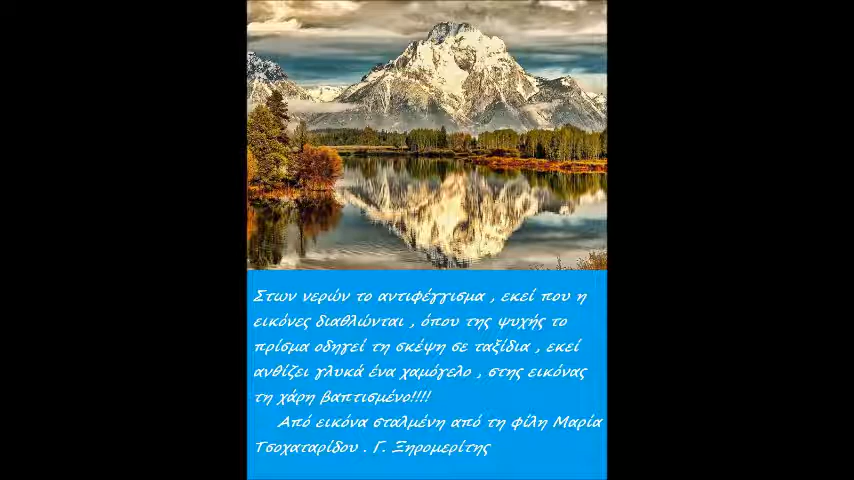 Στων νερών το αντιφέγγισμα , εκεί που η
εικόνες διαθλώνται , όπου της ψυχής το
πρίσμα οδηγεί τη σκέψη σε ταξίδια , εκεί
ανθίζει γλυκά ένα χαμόγελο , στης εικόνας
τη χάρη βαπτισμένο!!!!
Από εικόνα σταλμένη από τη φίλη Μαρία
Τσοχαταρίδου . Γ. Ξηρομερίτης